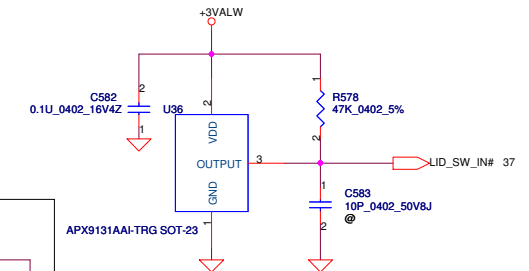 +3VALW
2
C582
0.1U_0402_16V4Z
1
U36
2
VDD
OUTPUT
3
GND
1
APX9131AAI-TRG SOT-23
1
R578
47K_0402_5%
2
LID_SW_IN# 37
1
C583
10P_0402_50V8J
@
2